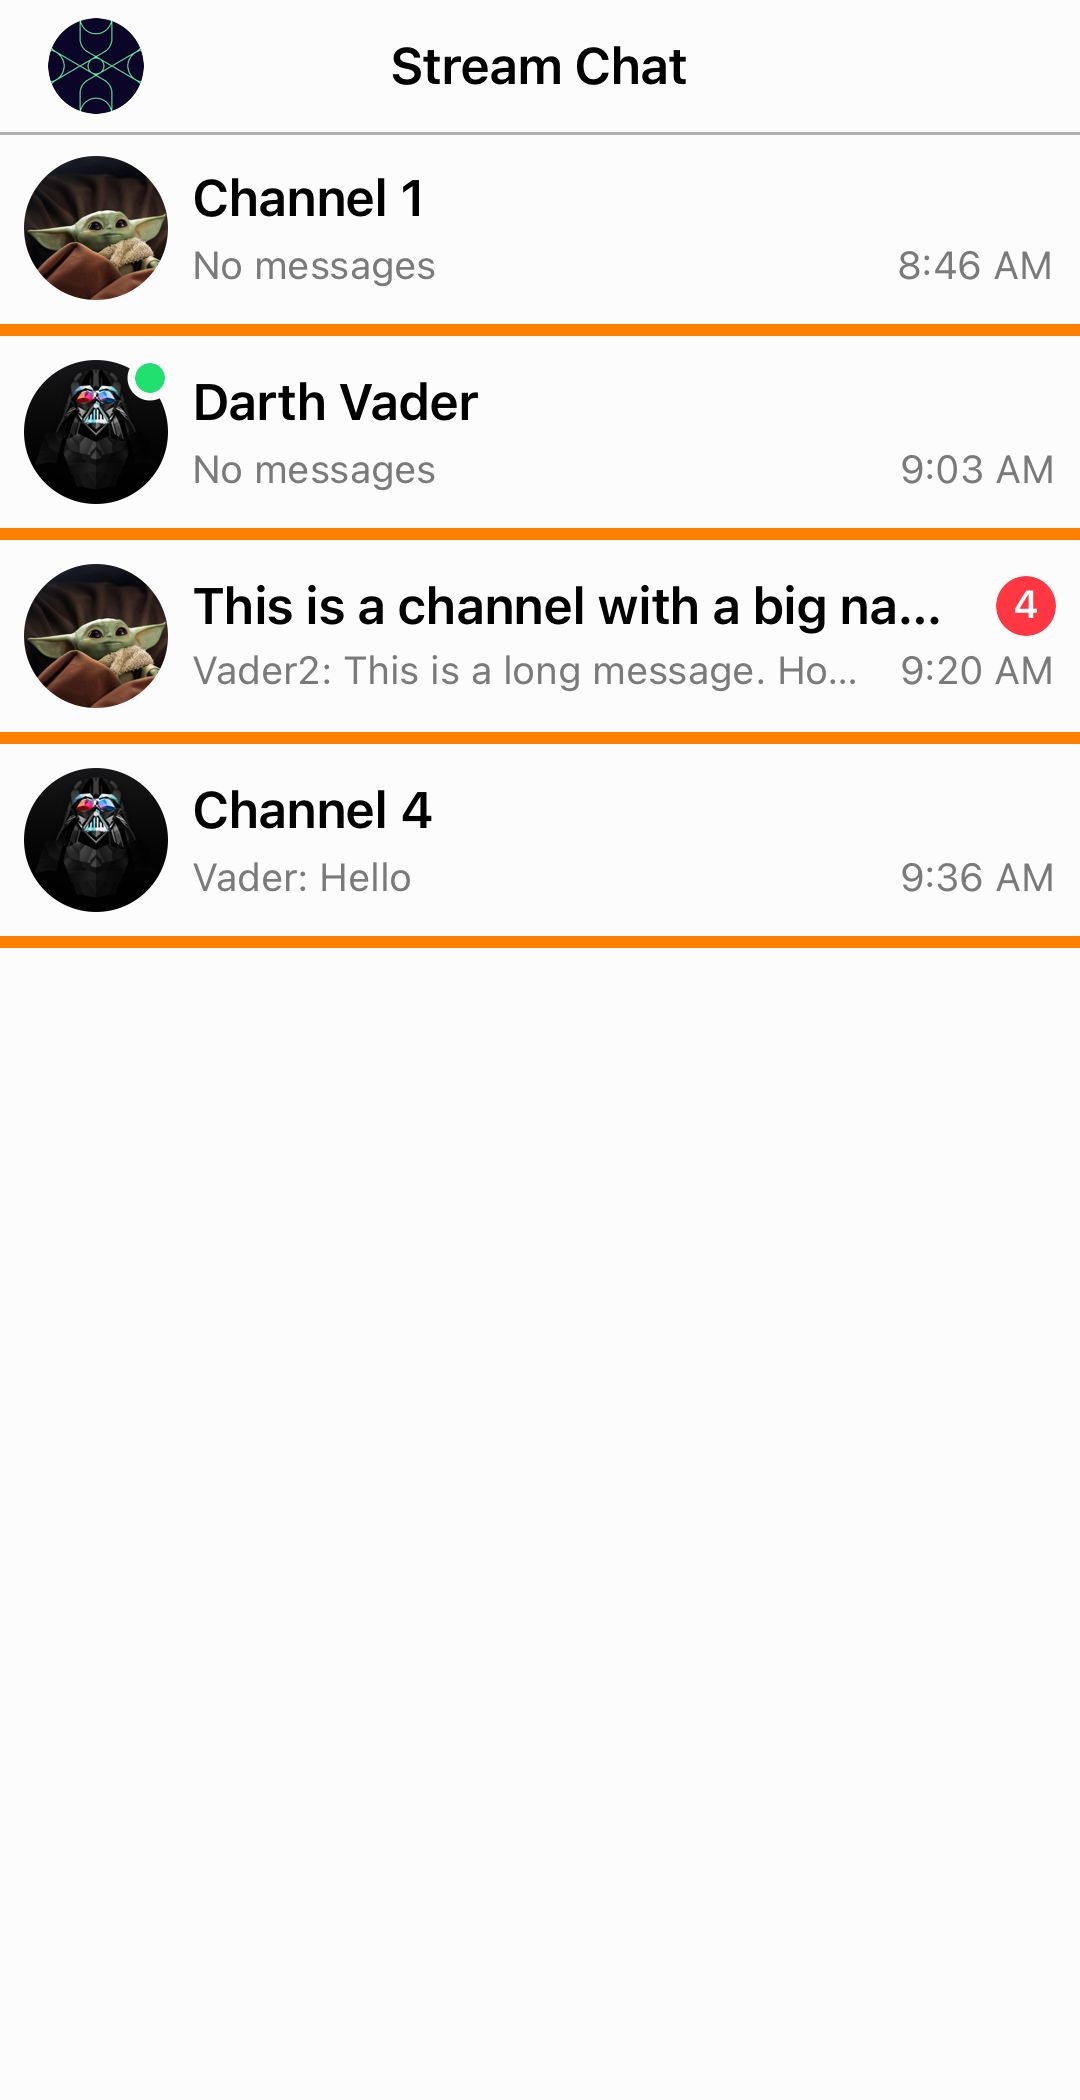 Stream Chat
Channel 1
No messages 8:46 AM
Darth Vader
No messages 9:03 AM
This is a channel with a big na... 4
Vader2: This is a long message. Ho... 9:20 AM
Channel 4
Vader: Hello 9:36 AM